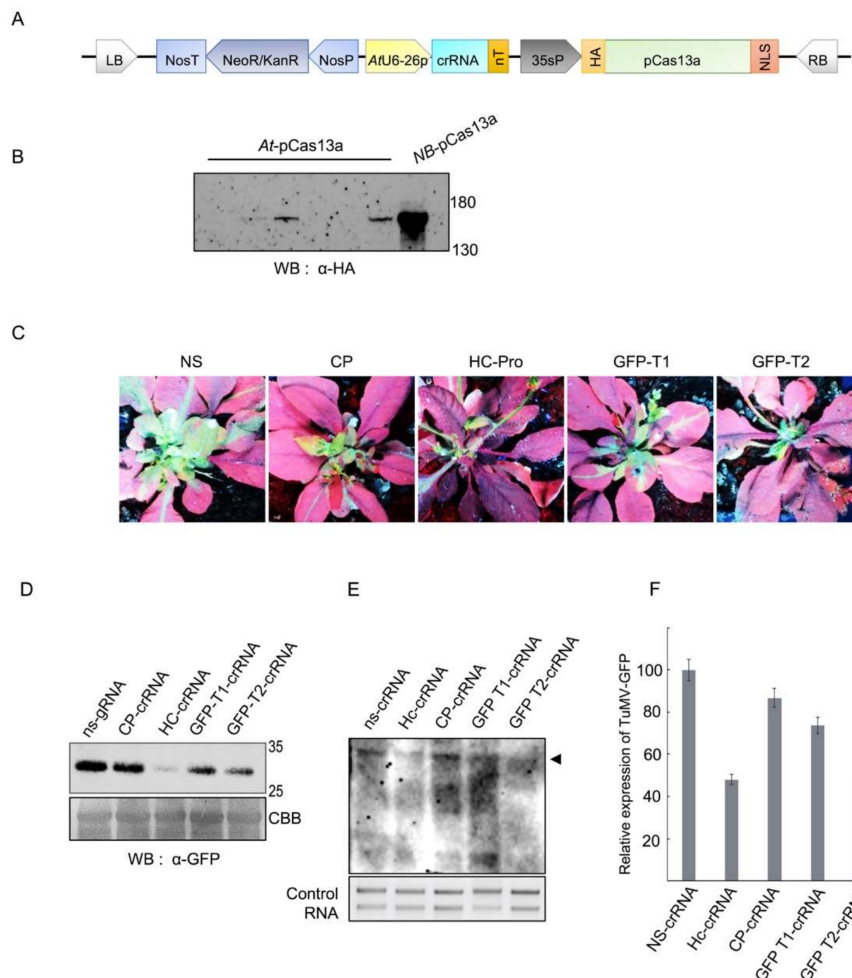 A
LB NosT NeoR/KanR NosP AtU6-26p crRNA nT 35sP HA pCas13a NLS RB
B
At-pCas13a NB-pCas13a
180
130
WB : α-HA
C
NS CP HC-Pro GFP-T1 GFP-T2
D
ns-gRNA CP-crRNA HC-crRNA GFP-T1-crRNA GFP-T2-crRNA
35
25
CBB
WB : α-GFP
E
ns-crRNA Hc-crRNA CP-crRNA GFP T1-crRNA GFP T2-crRNA
Control
RNA
F
Relative expression of TuMV-GFP
100
80
60
40
20
NS-crRNA Hc-crRNA CP-crRNA GFP T1-crRNA GFP T2-crR